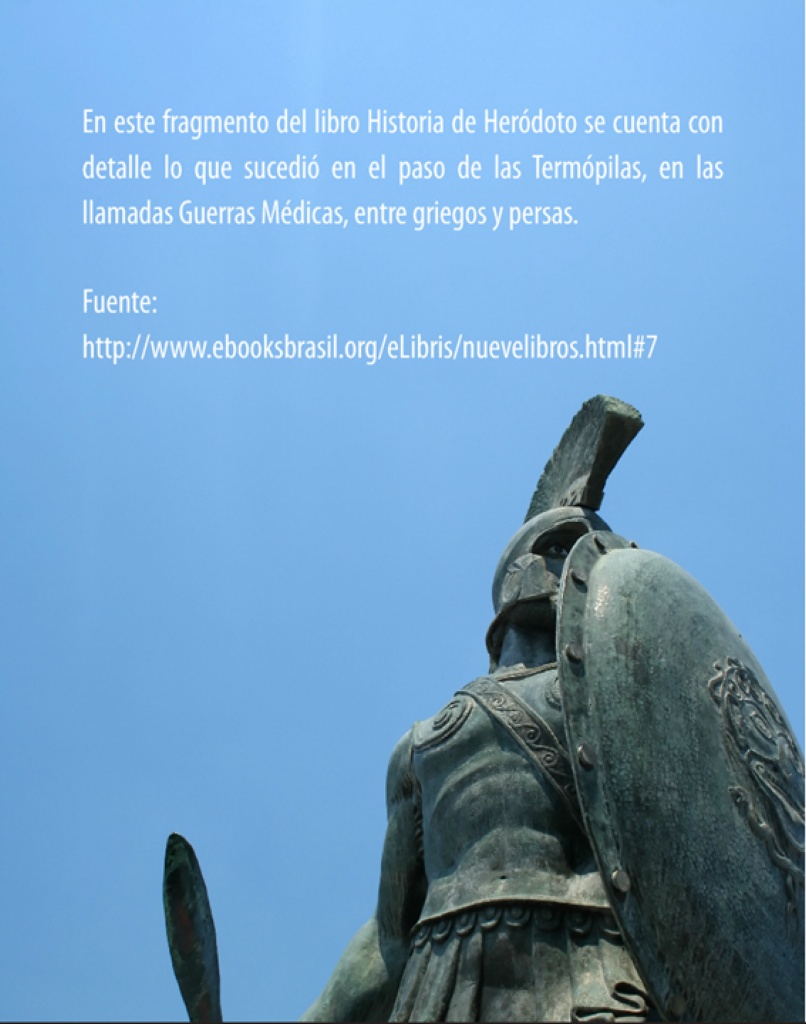 En este fragmento del libro Historia de Heródoto se cuenta con
detalle lo que sucedió en el paso de las Termópilas, en las
llamadas Guerras Médicas, entre griegos y persas.
Fuente:
http://www.ebooksbrasil.org/eLibris/nuevelibros.html#7